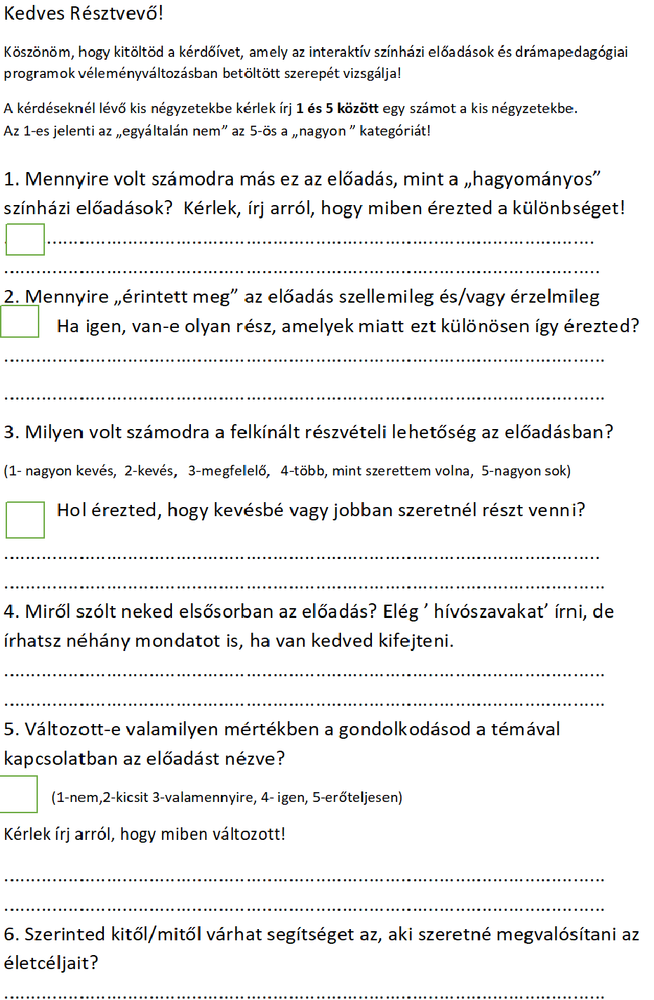 Kedves Résztvevő!
Köszönöm, hogy kitöltöd a kérdőívet, amely az interaktív színházi előadások és drámapedagógiai
programok véleményváltozásban betöltött szerepét vizsgálja!
A kérdéseknél lévő kis négyzetekbe kérlek írj 1 és 5 között egy számot a kis négyzetekbe.
Az 1-es jelenti az „egyáltalán nem” az 5-ös a „nagyon ” kategóriát!
1. Mennyire volt számodra más ez az előadás, mint a „hagyományos”
színházi előadások?  Kérlek, írj arról, hogy miben érezted a különbséget!
................................................................................................
................................................................................................
2. Mennyire „érintett meg” az előadás szellemileg és/vagy érzelmileg
Ha igen, van-e olyan rész, amelyek miatt ezt különösen így érezted?
................................................................................................
................................................................................................
3. Milyen volt számodra a felkínált részvételi lehetőség az előadásban?
(1- nagyon kevés,  2-kevés,   3-megfelelő,   4-több, mint szerettem volna,  5-nagyon sok)
Hol érezted, hogy kevésbé vagy jobban szeretnél részt venni?
................................................................................................
................................................................................................
4. Miről szólt neked elsősorban az előadás? Elég ’ hívószavakat’ írni, de
írhatsz néhány mondatot is, ha van kedved kifejteni.
................................................................................................
................................................................................................
5. Változott-e valamilyen mértékben a gondolkodásod a témával
kapcsolatban az előadást nézve?
(1-nem,2-kicsit 3-valamennyire, 4- igen, 5-erőteljesen)
Kérlek írj arról, hogy miben változott!
................................................................................................
................................................................................................
6. Szerinted kitől/mitől várhat segítséget az, aki szeretné megvalósítani az
életcéljait?
................................................................................................